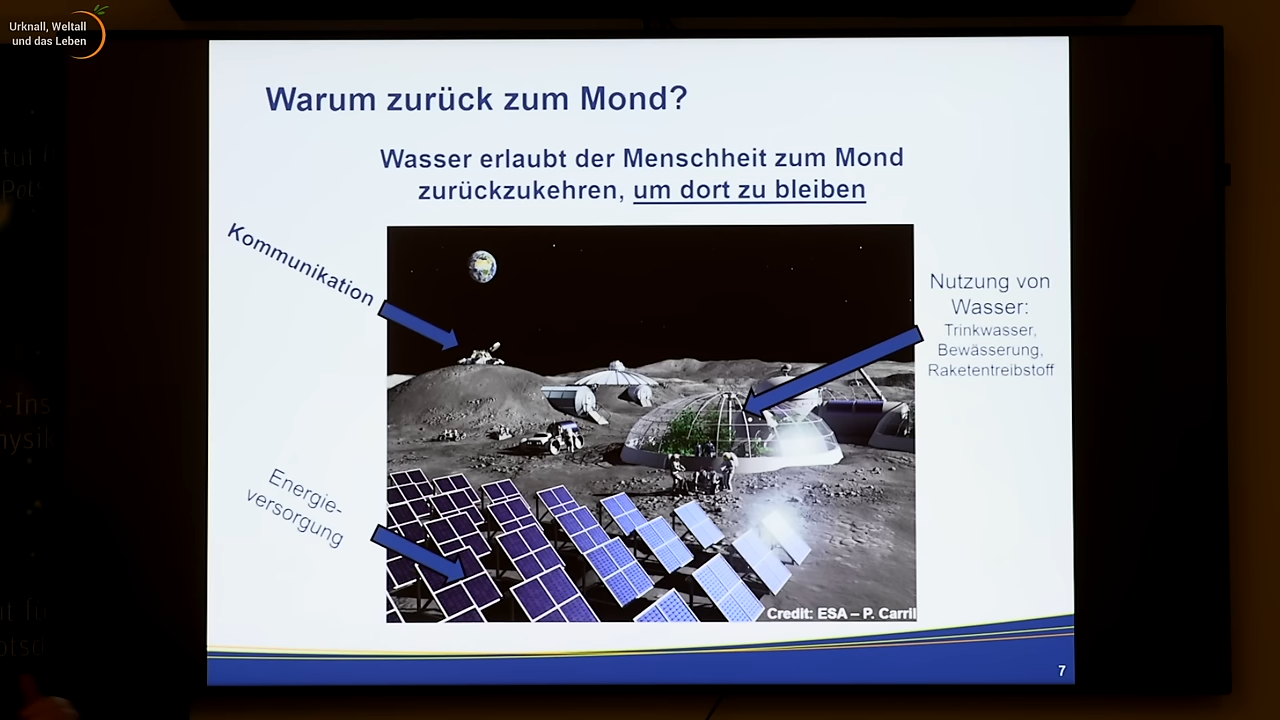 Urknall, Weltall
und das Leben
Warum zurück zum Mond?
Wasser erlaubt der Menschheit zum Mond
zurückzukehren, um dort zu bleiben
Kommunikation
Nutzung von
Wasser:
Trinkwasser,
Bewässerung,
Raketentreibstoff
Energie-
versorgung
Credit: ESA – P. Carril
7